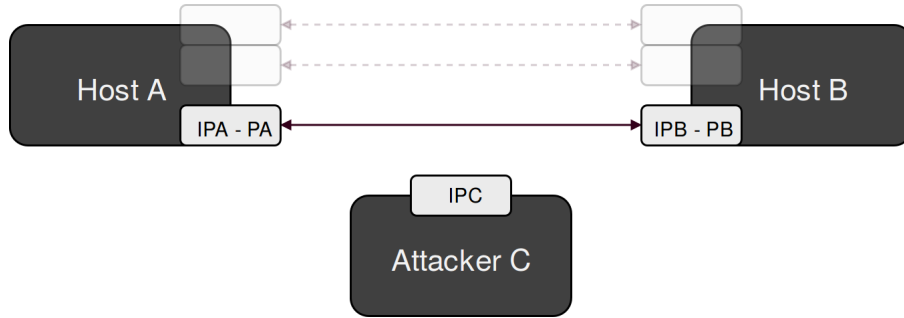 Host A
IPA - PA
IPB - PB
Host B
IPC
Attacker C